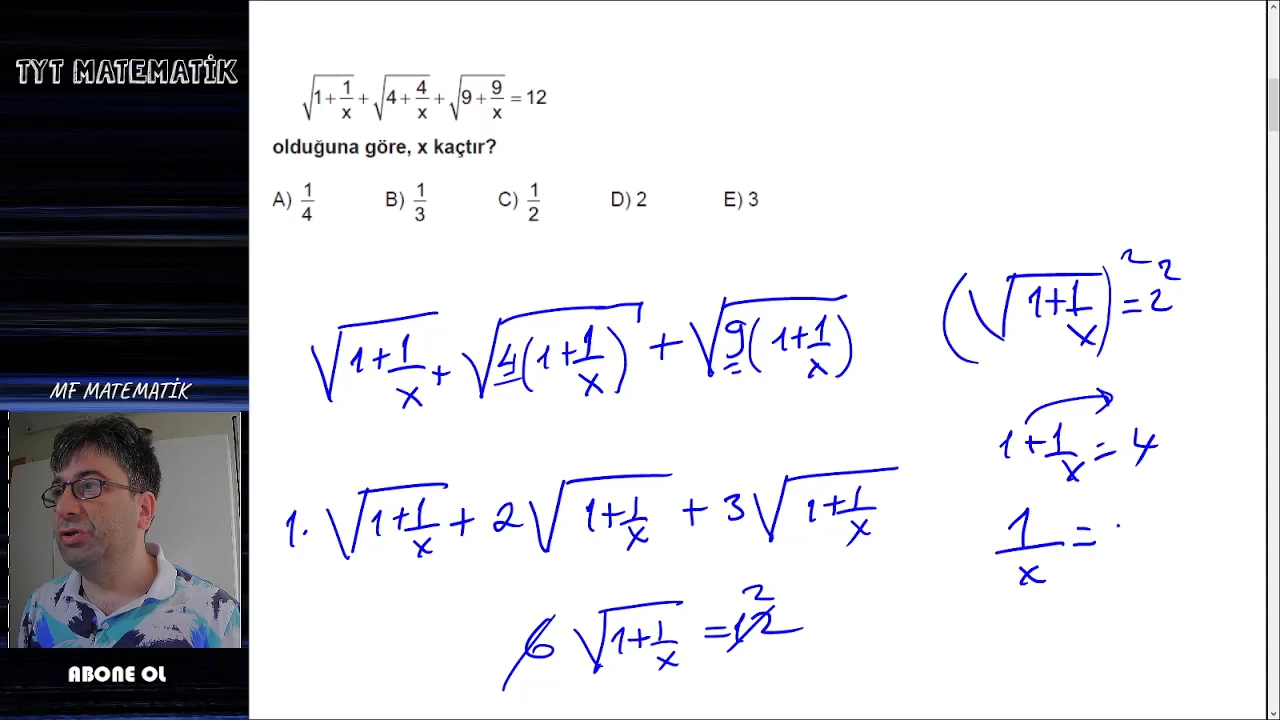 TYT MATEMATİK
√(1+1/x) + √(4+4/x) + √(9+9/x) = 12
olduğuna göre, x kaçtır?
A) 1/4 B) 1/3 C) 1/2 D) 2 E) 3
√(1+1/x) + √(4(1+1/x)) + √(9(1+1/x))
1.√(1+1/x) + 2√(1+1/x) + 3√(1+1/x)
6√(1+1/x) = 12 2
(√(1+1/x))² = 2²
1+1/x = 4
1/x =
MF MATEMATİK
ABONE OL